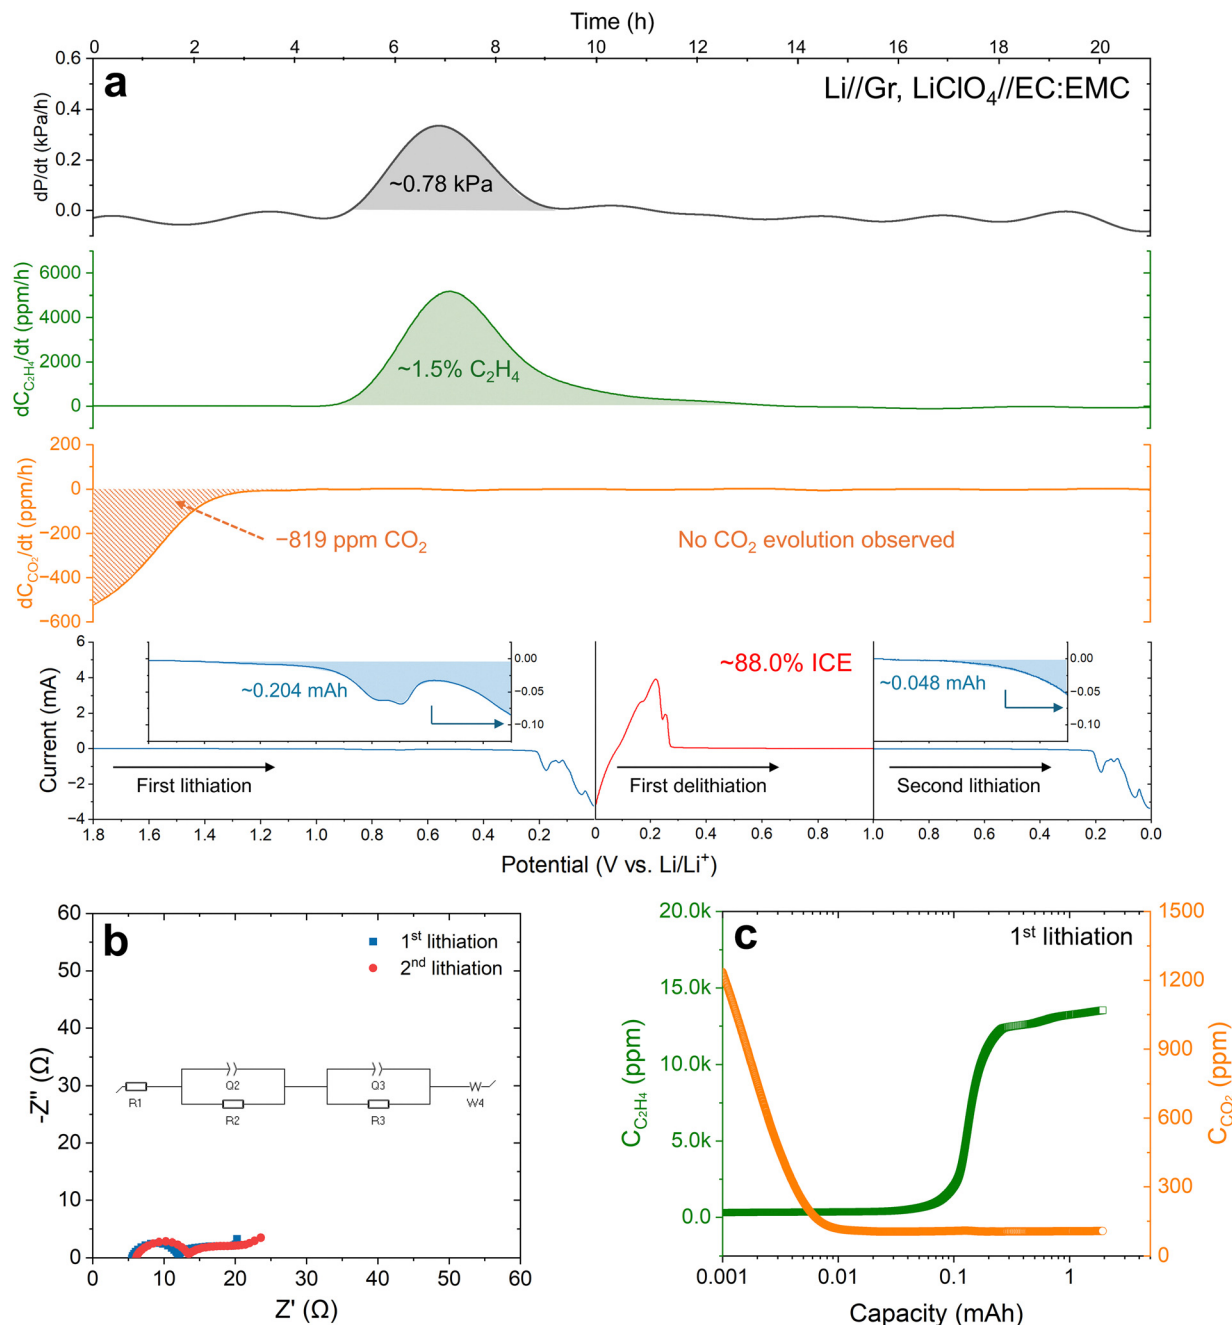 Time (h)
0 2 4 6 8 10 12 14 16 18 20
a
Li//Gr, LiClO₄//EC:EMC
dP/dt (kPa/h)
0.6
0.4
0.2
0.0
~0.78 kPa
dC_C₂H₄/dt (ppm/h)
6000
4000
2000
0
~1.5% C₂H₄
dC_CO₂/dt (ppm/h)
200
0
−200
−400
−600
−819 ppm CO₂
No CO₂ evolution observed
Current (mA)
6
4
2
0
−2
−4
~0.204 mAh
0.00
−0.05
−0.10
First lithiation
~88.0% ICE
First delithiation
~0.048 mAh
0.00
−0.05
−0.10
Second lithiation
1.8 1.6 1.4 1.2 1.0 0.8 0.6 0.4 0.2 0 0.2 0.4 0.6 0.8 1.0 0.8 0.6 0.4 0.2 0.0
Potential (V vs. Li/Li⁺)
b
1ˢᵗ lithiation
2ⁿᵈ lithiation
-Z" (Ω)
60
50
40
30
20
10
0
R1
Q2
R2
Q3
R3
W4
0 10 20 30 40 50 60
Z' (Ω)
c
1ˢᵗ lithiation
C_C₂H₄ (ppm)
20.0k
15.0k
10.0k
5.0k
0.0
C_CO₂ (ppm)
1500
1200
900
600
300
0
0.001 0.01 0.1 1
Capacity (mAh)